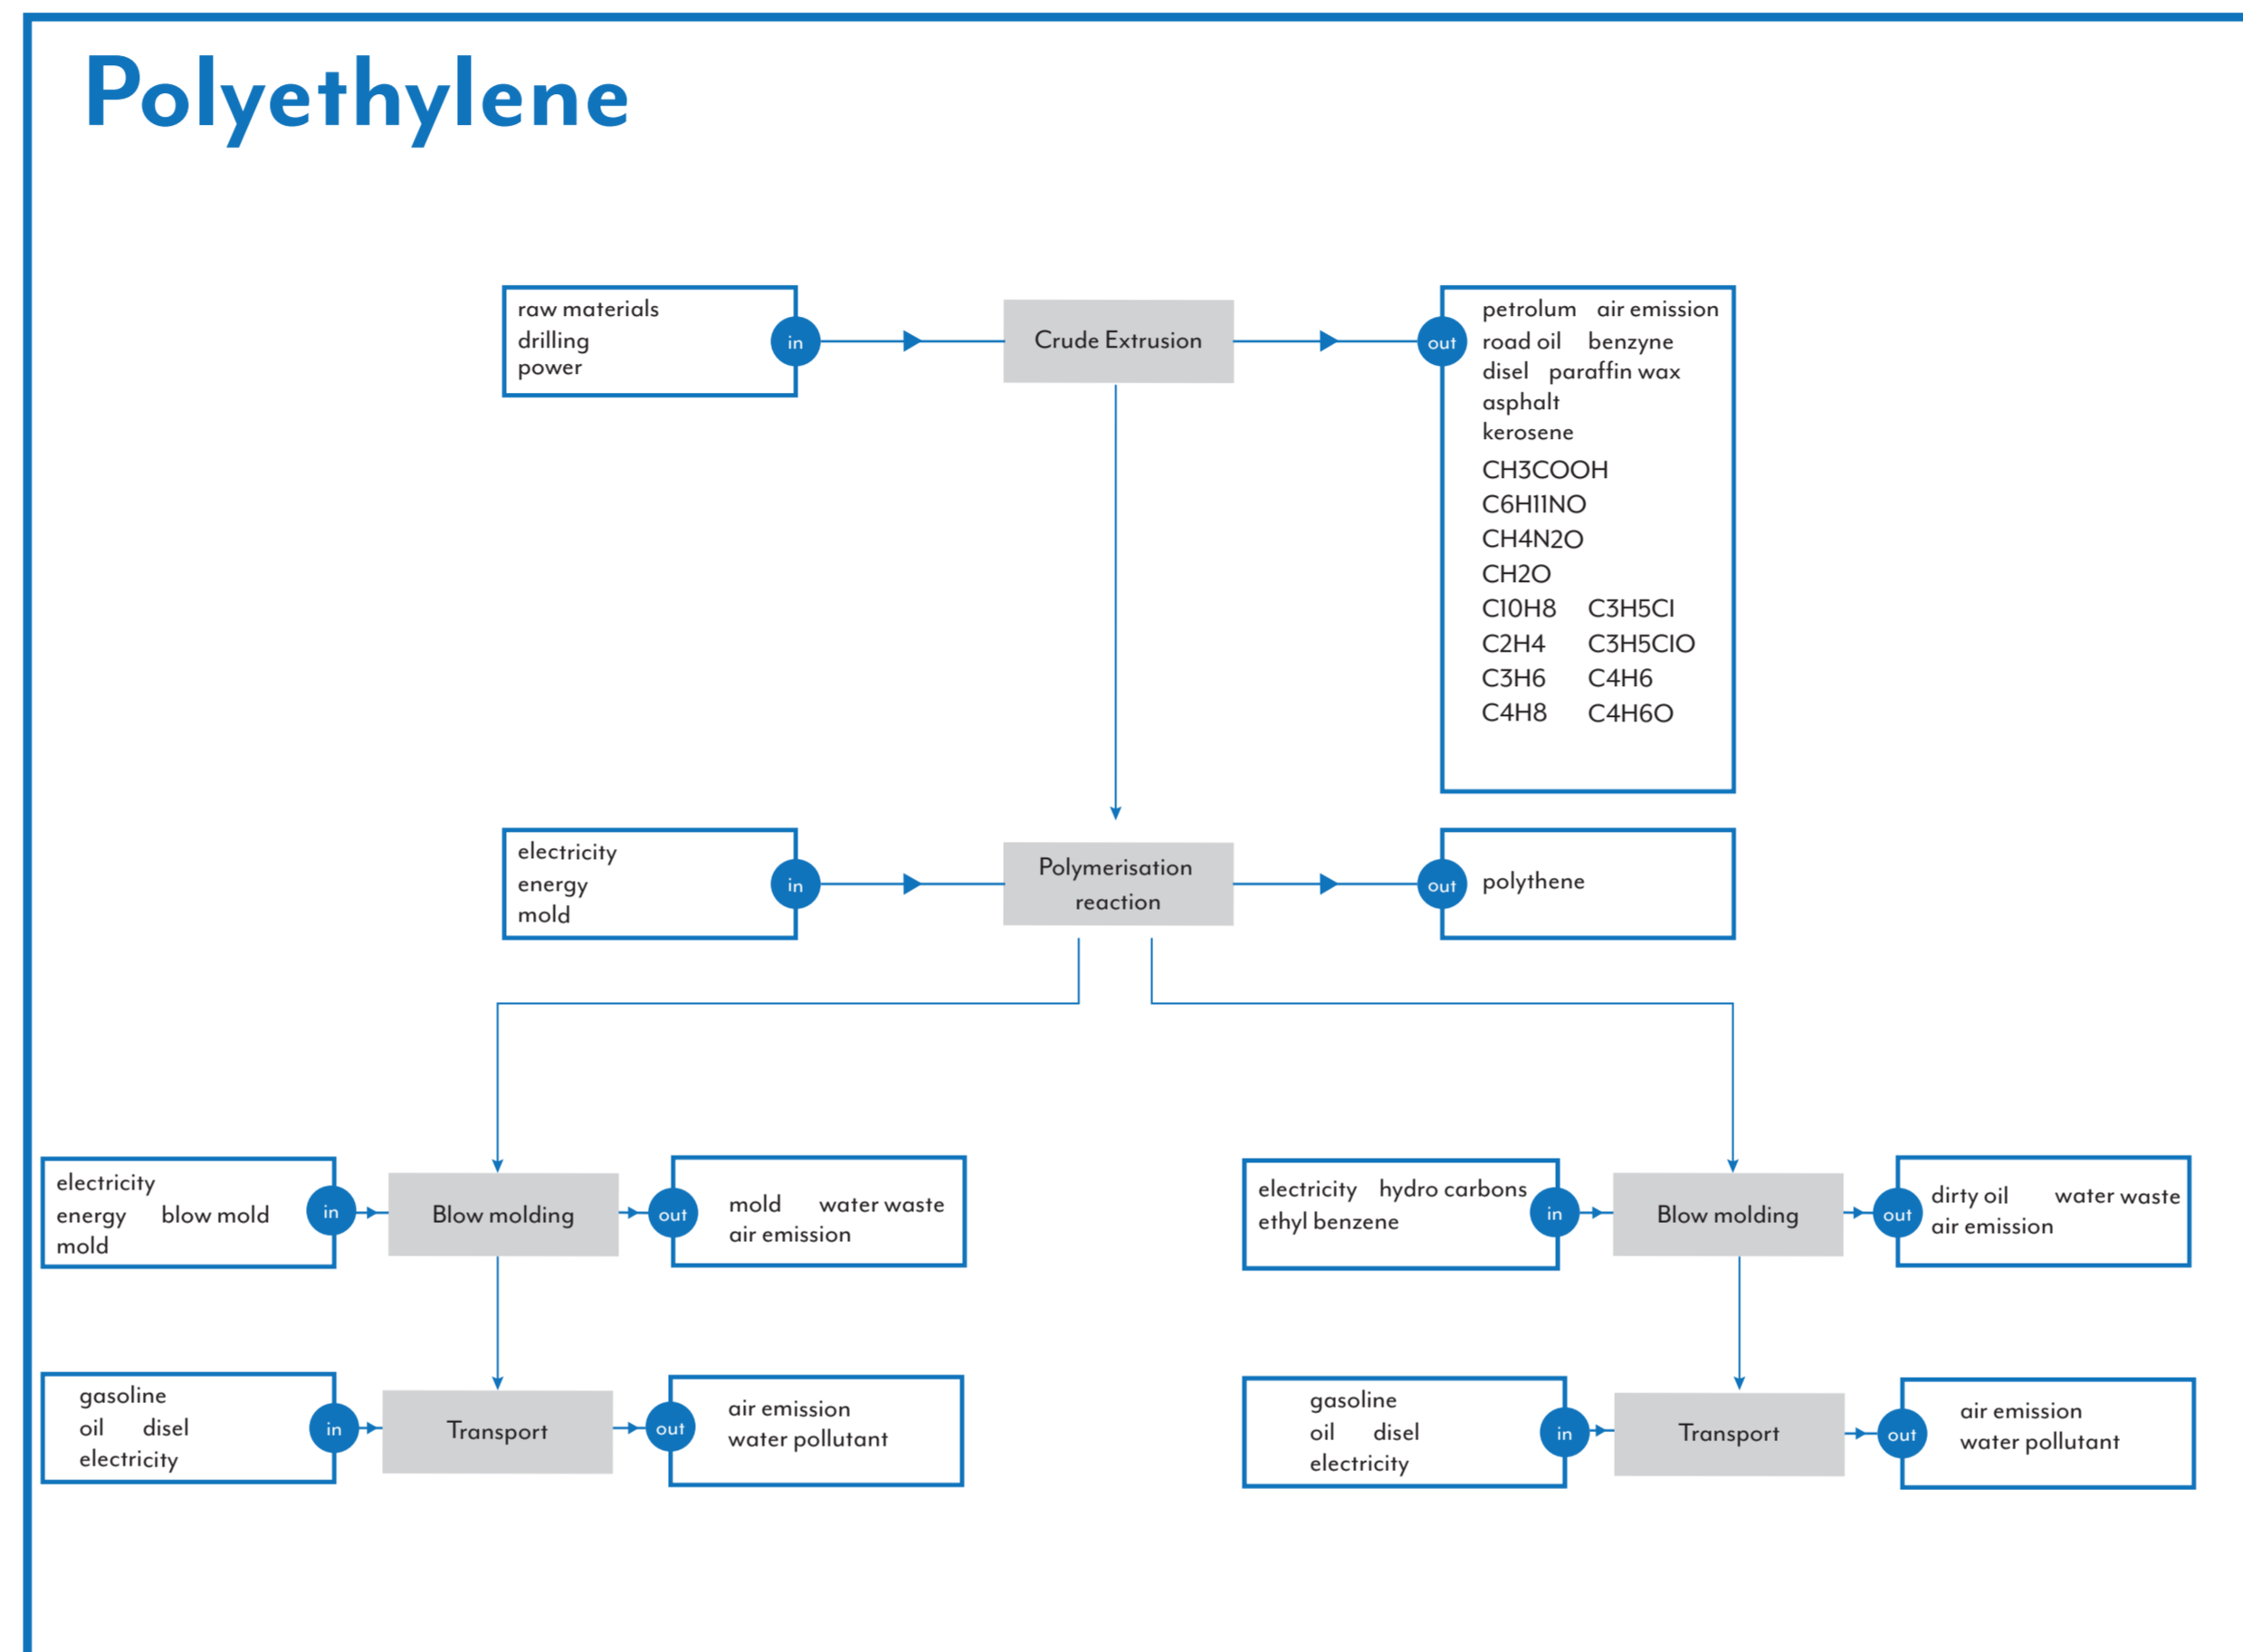 Polyethylene
raw materials
drilling
power
in
Crude Extrusion
out
petrolum air emission
road oil benzyne
disel paraffin wax
asphalt
kerosene
CH3COOH
C6H11NO
CH4N2O
CH2O
C10H8 C3H5Cl
C2H4 C3H5ClO
C3H6 C4H6
C4H8 C4H6O
electricity
energy
mold
in
Polymerisation
reaction
out
polythene
electricity
energy blow mold
mold
in
Blow molding
out
mold water waste
air emission
electricity hydro carbons
ethyl benzene
in
Blow molding
out
dirty oil water waste
air emission
gasoline
oil disel
electricity
in
Transport
out
air emission
water pollutant
gasoline
oil disel
electricity
in
Transport
out
air emission
water pollutant